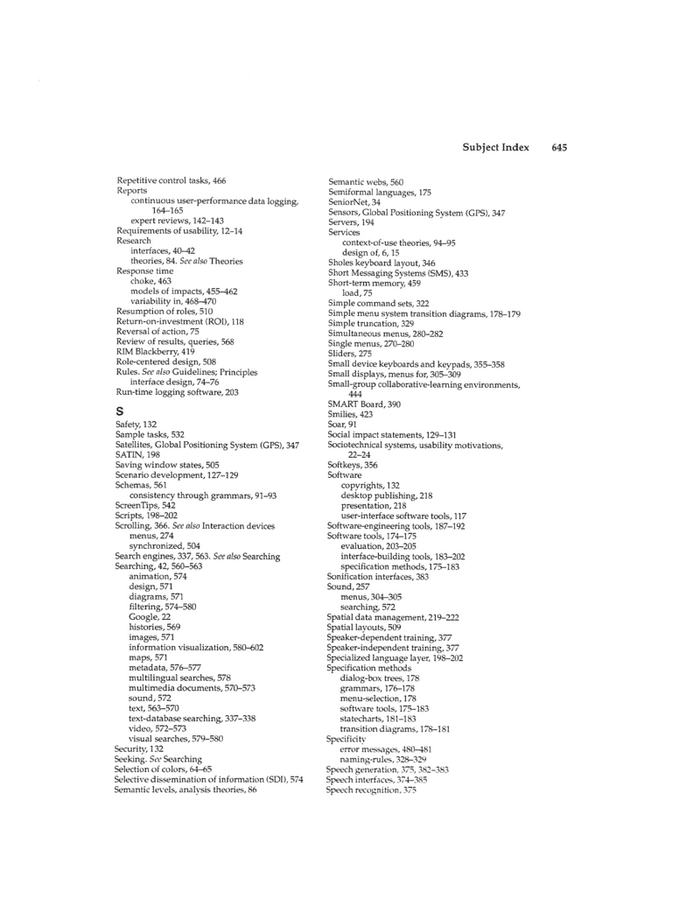 Subject Index 645
Repetitive control tasks, 466
Reports
continuous user-performance data logging,
164–165
expert reviews, 142–143
Requirements of usability, 12–14
Research
interfaces, 40–42
theories, 84. See also Theories
Response time
choke, 463
models of impacts, 455–462
variability in, 468–470
Resumption of roles, 510
Return-on-investment (ROI), 118
Reversal of action, 75
Review of results, queries, 568
RIM Blackberry, 419
Role-centered design, 508
Rules. See also Guidelines; Principles
interface design, 74–76
Run-time logging software, 203
S
Safety, 132
Sample tasks, 532
Satellites, Global Positioning System (GPS), 347
SATIN, 198
Saving window states, 505
Scenario development, 127–129
Schemas, 561
consistency through grammars, 91–93
ScreenTips, 542
Scripts, 198–202
Scrolling, 366. See also Interaction devices
menus, 274
synchronized, 504
Search engines, 337, 563. See also Searching
Searching, 42, 560–563
animation, 574
design, 571
diagrams, 571
filtering, 574–580
Google, 22
histories, 569
images, 571
information visualization, 580–602
maps, 571
metadata, 576–577
multilingual searches, 578
multimedia documents, 570–573
sound, 572
text, 563–570
text-database searching, 337–338
video, 572–573
visual searches, 579–580
Security, 132
Seeking. See Searching
Selection of colors, 64–65
Selective dissemination of information (SDI), 574
Semantic levels, analysis theories, 86
Semantic webs, 560
Semiformal languages, 175
SeniorNet, 34
Sensors, Global Positioning System (GPS), 347
Servers, 194
Services
context-of-use theories, 94–95
design of, 6, 15
Sholes keyboard layout, 346
Short Messaging Systems (SMS), 433
Short-term memory, 459
load, 75
Simple command sets, 322
Simple menu system transition diagrams, 178–179
Simple truncation, 329
Simultaneous menus, 280–282
Single menus, 270–280
Sliders, 275
Small device keyboards and keypads, 355–358
Small displays, menus for, 305–309
Small-group collaborative-learning environments,
444
SMART Board, 390
Smilies, 423
Soar, 91
Social impact statements, 129–131
Sociotechnical systems, usability motivations,
22–24
Softkeys, 356
Software
copyrights, 132
desktop publishing, 218
presentation, 218
user-interface software tools, 117
Software-engineering tools, 187–192
Software tools, 174–175
evaluation, 203–205
interface-building tools, 183–202
specification methods, 175–183
Sonification interfaces, 383
Sound, 257
menus, 304–305
searching, 572
Spatial data management, 219–222
Spatial layouts, 509
Speaker-dependent training, 377
Speaker-independent training, 377
Specialized language layer, 198–202
Specification methods
dialog-box trees, 178
grammars, 176–178
menu-selection, 178
software tools, 175–183
statecharts, 181–183
transition diagrams, 178–181
Specificity
error messages, 480–481
naming-rules, 328–329
Speech generation, 375, 382–383
Speech interfaces, 374–385
Speech recognition, 375